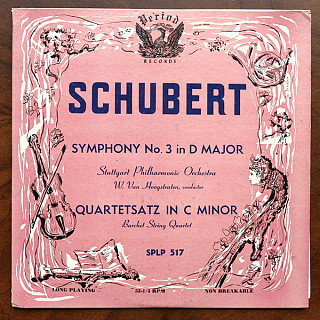 Period
RECORDS
SCHUBERT
SYMPHONY No. 3 in D MAJOR
Stuttgart Philharmonic Orchestra
W. Van Hoogstraten, conductor
QUARTETSATZ IN C MINOR
Barchet String Quartet
SPLP 517
LONG PLAYING 33-1/3 RPM NON BREAKABLE